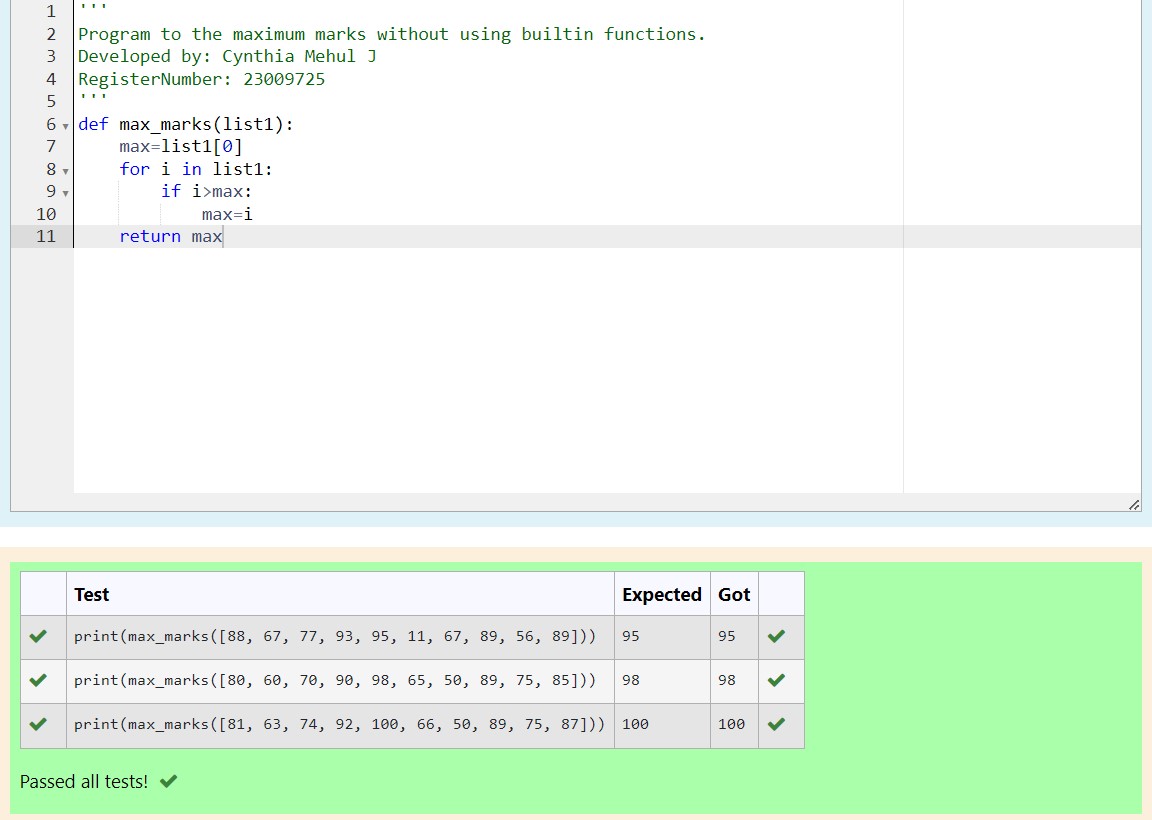 1 '''
2 Program to the maximum marks without using builtin functions.
3 Developed by: Cynthia Mehul J
4 RegisterNumber: 23009725
5 '''
6 def max_marks(list1):
7     max=list1[0]
8     for i in list1:
9         if i>max:
10             max=i
11     return max
Test Expected Got
print(max_marks([88, 67, 77, 93, 95, 11, 67, 89, 56, 89])) 95 95
print(max_marks([80, 60, 70, 90, 98, 65, 50, 89, 75, 85])) 98 98
print(max_marks([81, 63, 74, 92, 100, 66, 50, 89, 75, 87])) 100 100
Passed all tests!